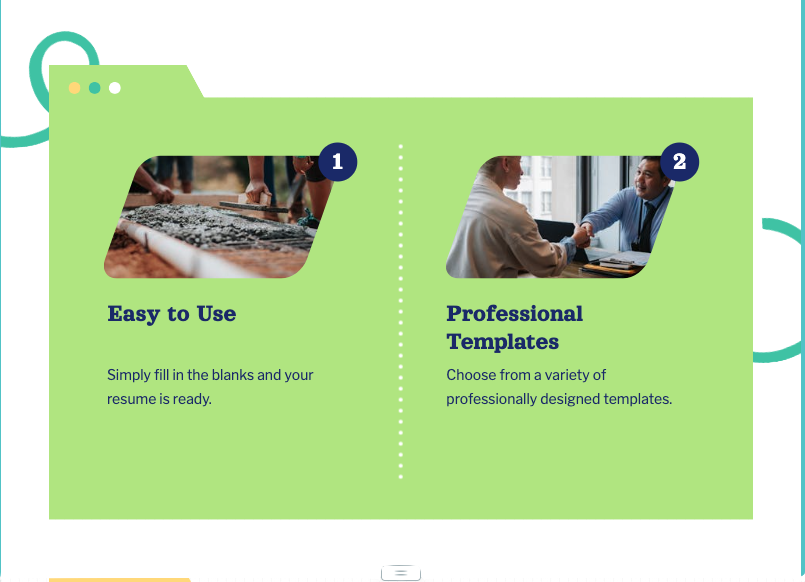 1
2
Easy to Use
Simply fill in the blanks and your
resume is ready.
Professional
Templates
Choose from a variety of
professionally designed templates.